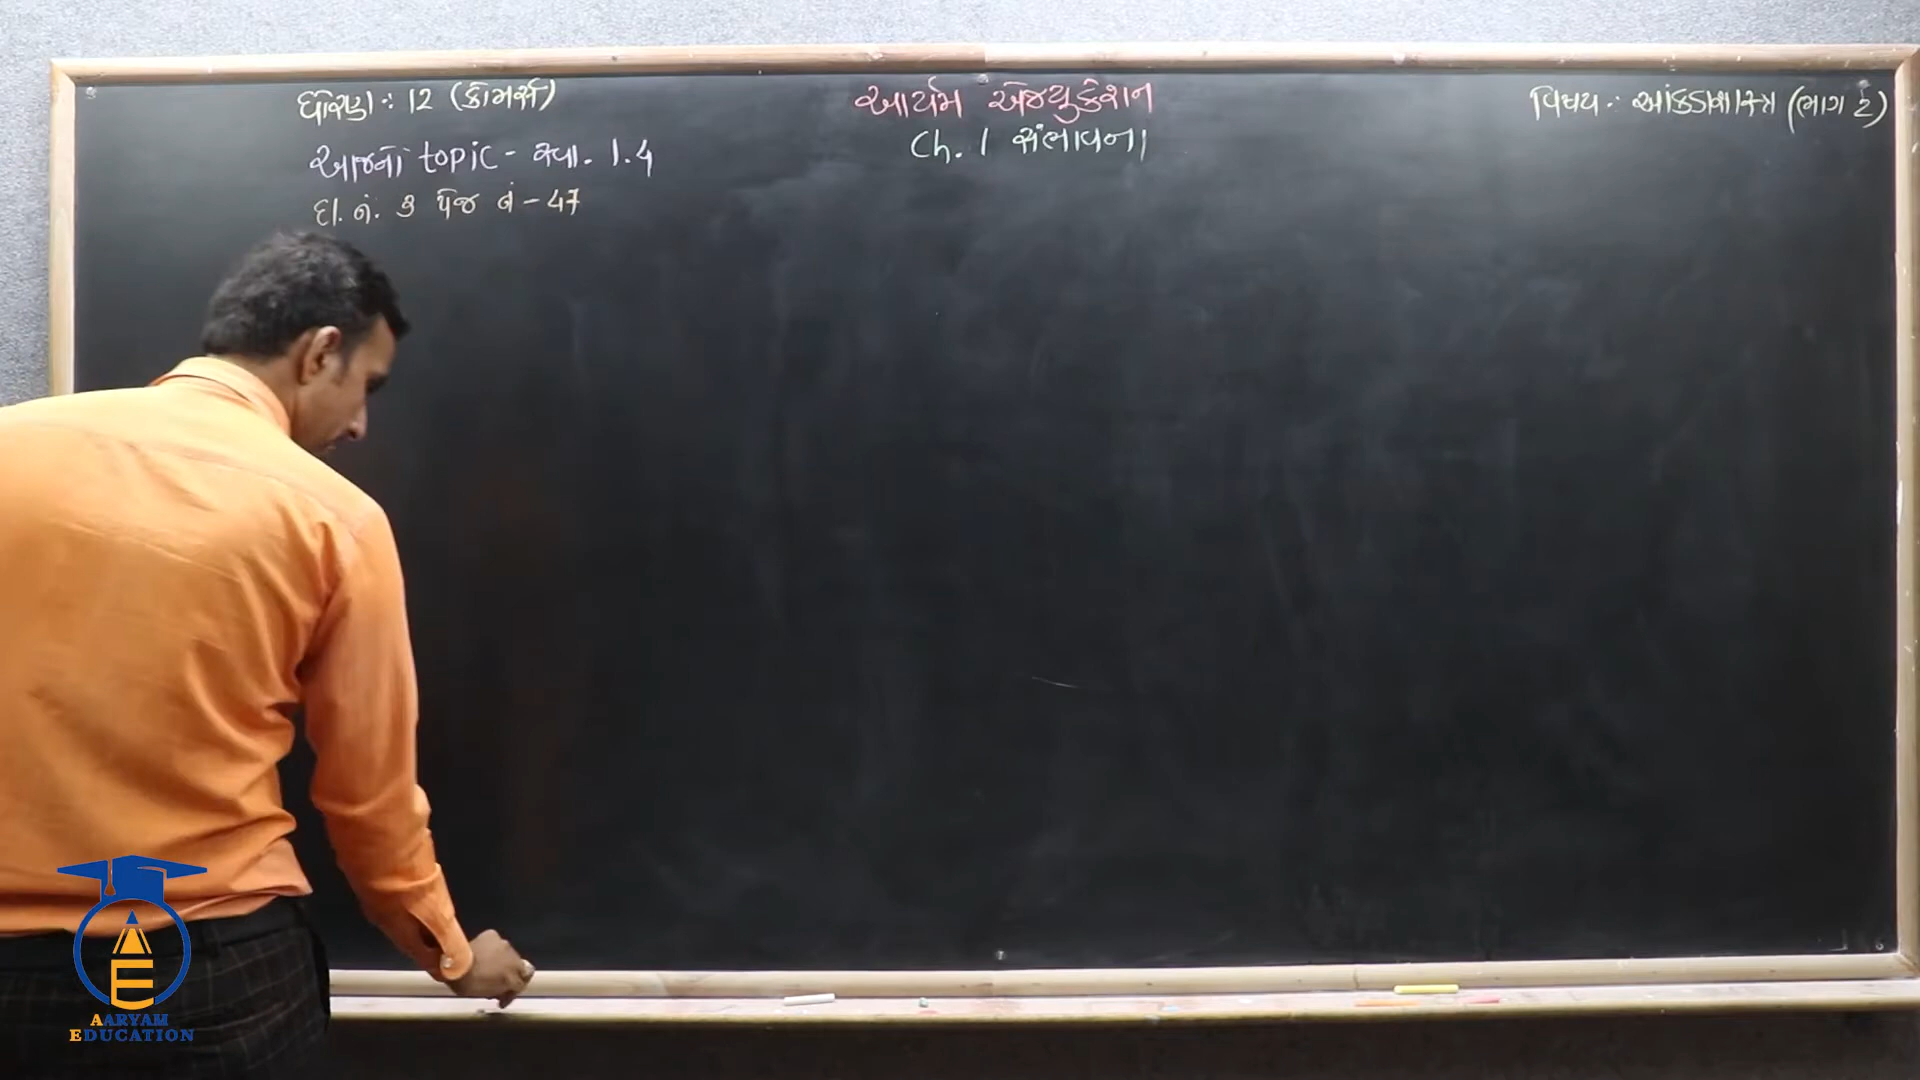 ધોરણ : 12 (કોમર્સ)
આર્યમ એજ્યુકેશન
વિષય : આંકડાશાસ્ત્ર (ભાગ 2)
Ch. 1 સંભાવના
આજનો topic - સ્વા. 1.4
દા. નં. 3 પેજ નં - 47
AARYAM
EDUCATION